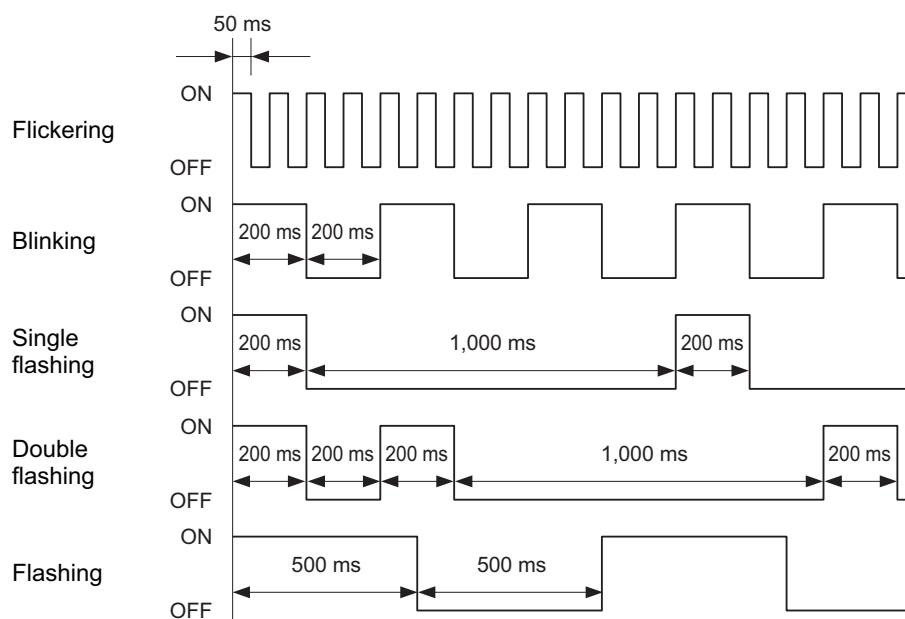 50 ms
ON
Flickering
OFF
ON
Blinking
200 ms 200 ms
OFF
ON
Single
flashing
200 ms 1,000 ms 200 ms
OFF
ON
Double
flashing
200 ms 200 ms 200 ms 1,000 ms 200 ms
OFF
ON
Flashing
500 ms 500 ms
OFF